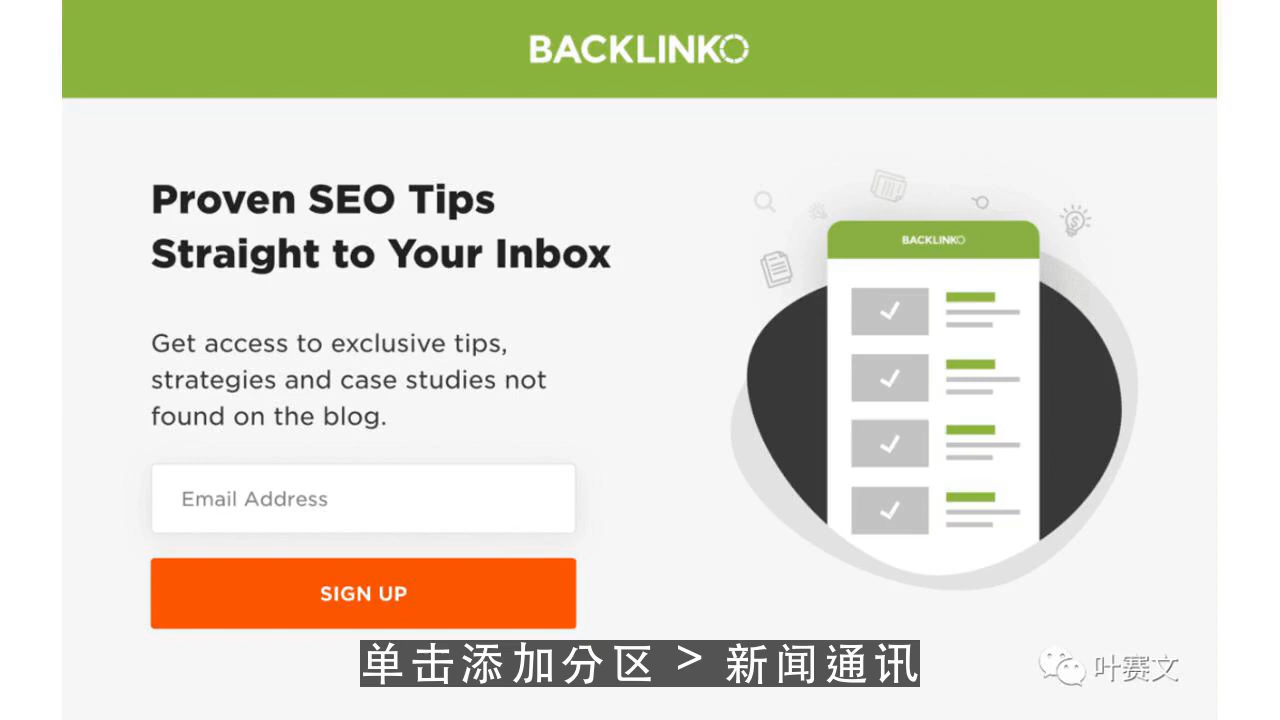 BACKLINKO
Proven SEO Tips
Straight to Your Inbox
Get access to exclusive tips,
strategies and case studies not
found on the blog.
Email Address
SIGN UP
BACKLINKO
单击添加分区 > 新闻通讯
叶赛文